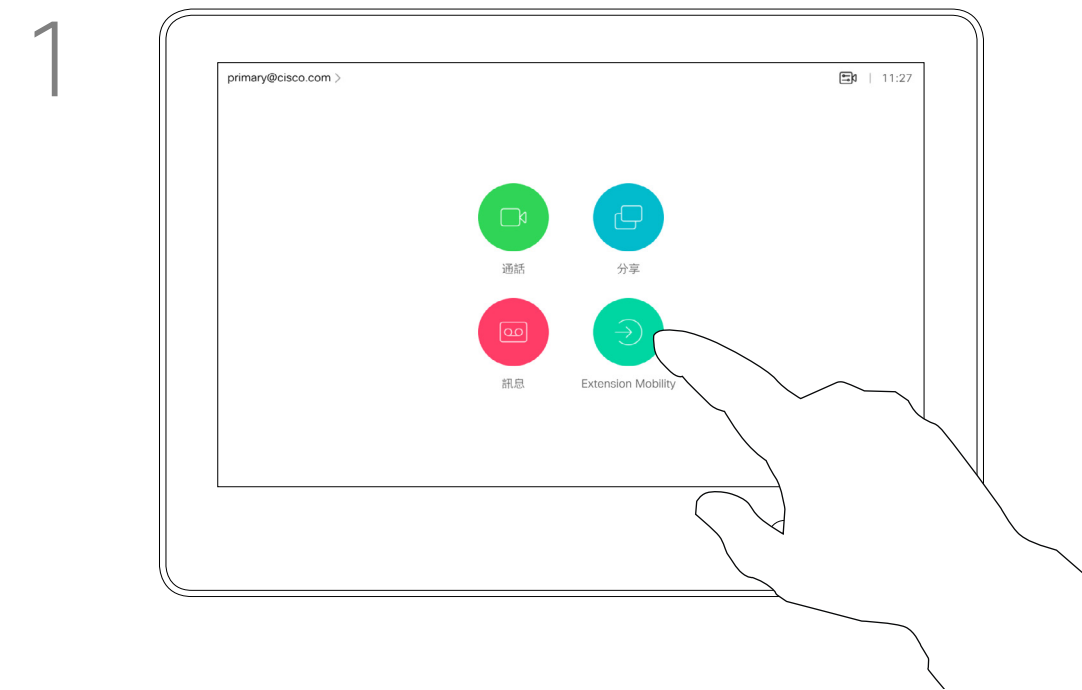 1
primary@cisco.com >
11:27
通話
分享
訊息
Extension Mobility